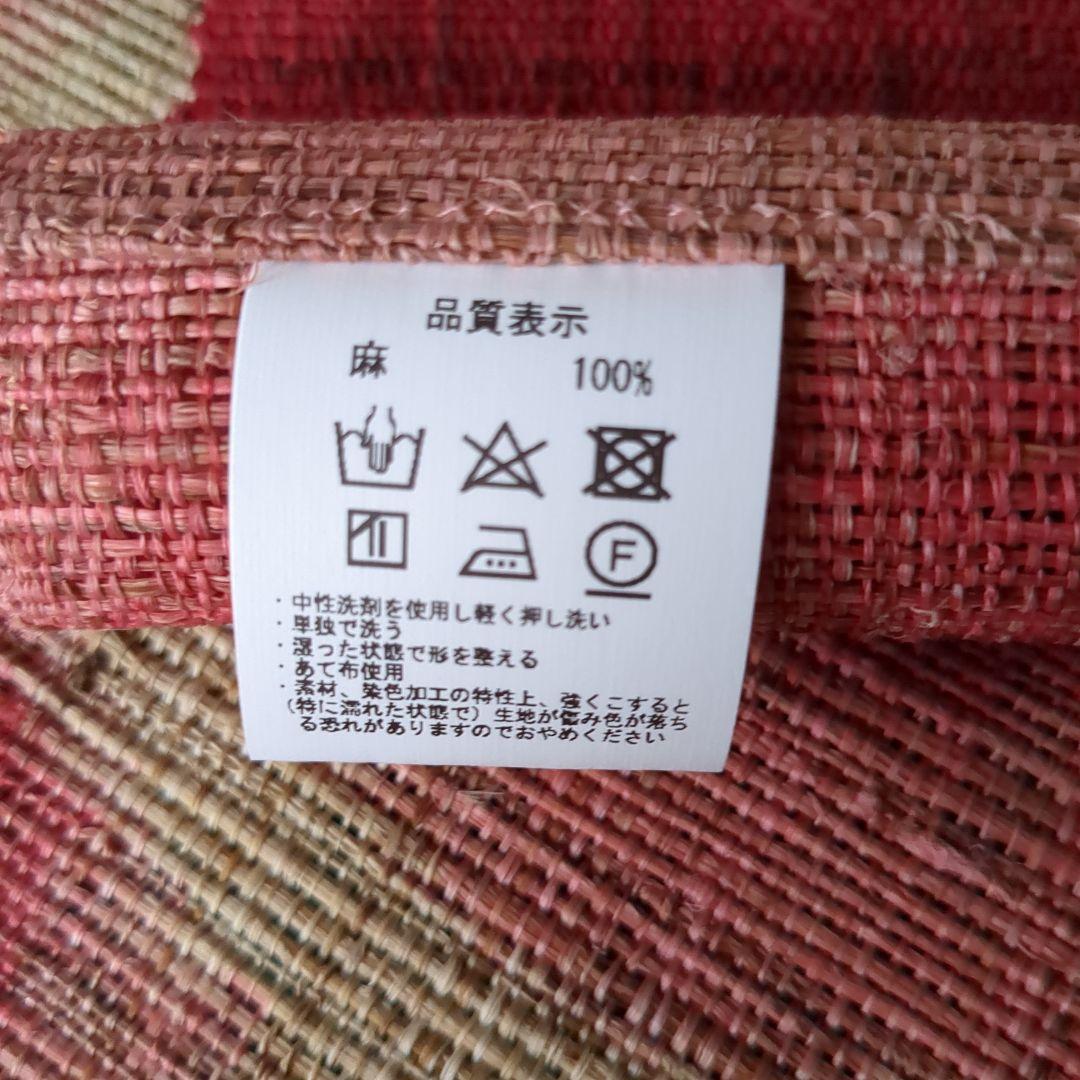 品質表示
麻 100%
F
・中性洗剤を使用し軽く押し洗い
・単独で洗う
・湿った状態で形を整える
・あて布使用
・素材、染色加工の特性上、強くこすると
(特に濡れた状態で)生地が傷み色が落ち
る恐れがありますのでおやめください